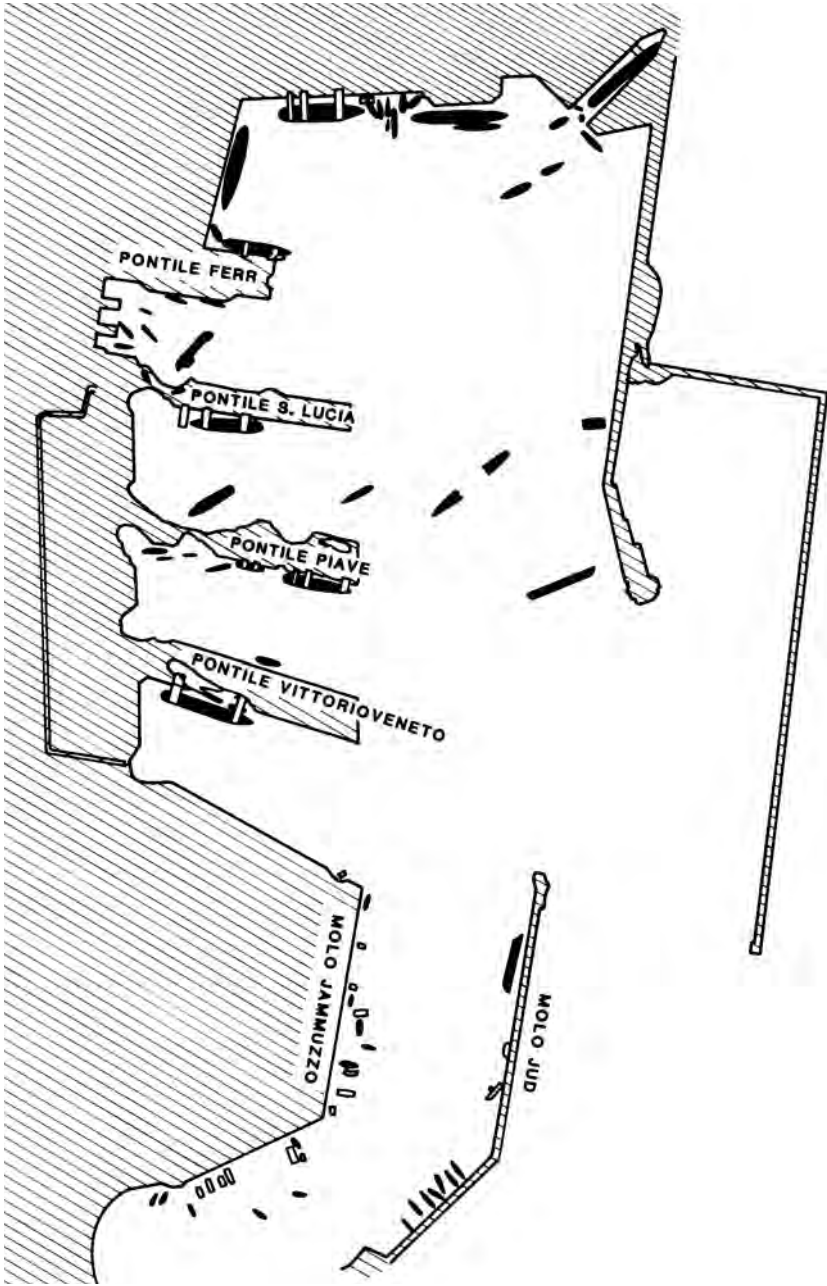 PONTILE FERR
PONTILE S. LUCIA
PONTILE PIAVE
PONTILE VITTORIOVENETO
MOLO JAMMUZZO
MOLO JUD